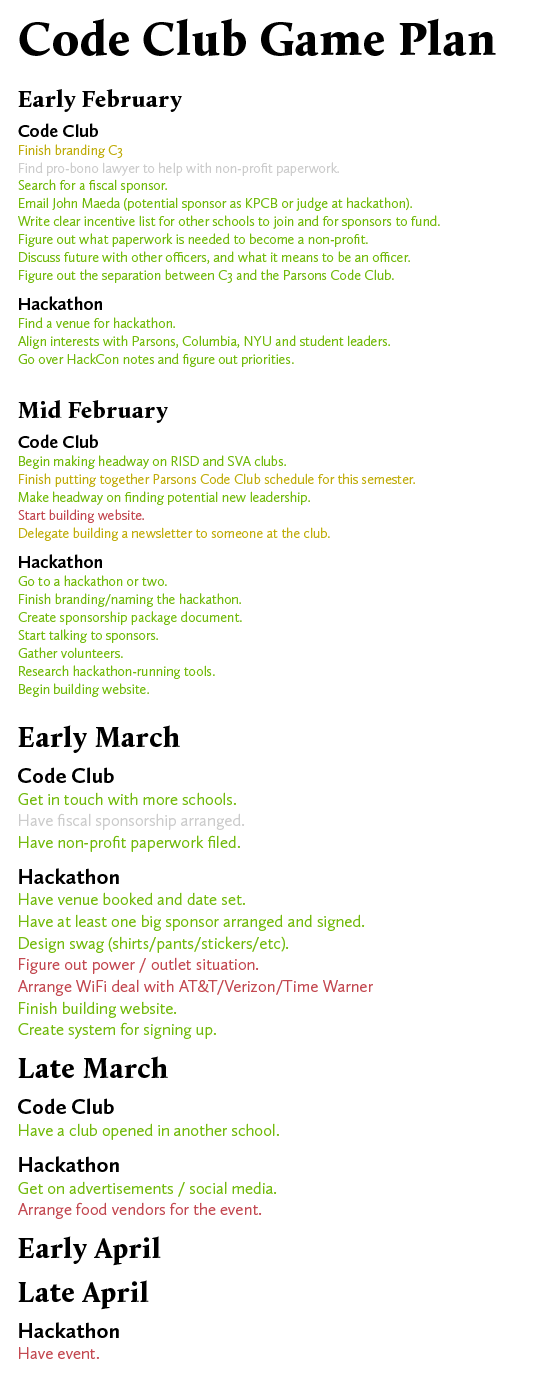 Code Club Game Plan
Early February
Code Club
Finish branding C3
Find pro-bono lawyer to help with non-profit paperwork.
Search for a fiscal sponsor.
Email John Maeda (potential sponsor as KPCB or judge at hackathon).
Write clear incentive list for other schools to join and for sponsors to fund.
Figure out what paperwork is needed to become a non-profit.
Discuss future with other officers, and what it means to be an officer.
Figure out the separation between C3 and the Parsons Code Club.
Hackathon
Find a venue for hackathon.
Align interests with Parsons, Columbia, NYU and student leaders.
Go over HackCon notes and figure out priorities.
Mid February
Code Club
Begin making headway on RISD and SVA clubs.
Finish putting together Parsons Code Club schedule for this semester.
Make headway on finding potential new leadership.
Start building website.
Delegate building a newsletter to someone at the club.
Hackathon
Go to a hackathon or two.
Finish branding/naming the hackathon.
Create sponsorship package document.
Start talking to sponsors.
Gather volunteers.
Research hackathon-running tools.
Begin building website.
Early March
Code Club
Get in touch with more schools.
Have fiscal sponsorship arranged.
Have non-profit paperwork filed.
Hackathon
Have venue booked and date set.
Have at least one big sponsor arranged and signed.
Design swag (shirts/pants/stickers/etc).
Figure out power / outlet situation.
Arrange WiFi deal with AT&T/Verizon/Time Warner
Finish building website.
Create system for signing up.
Late March
Code Club
Have a club opened in another school.
Hackathon
Get on advertisements / social media.
Arrange food vendors for the event.
Early April
Late April
Hackathon
Have event.